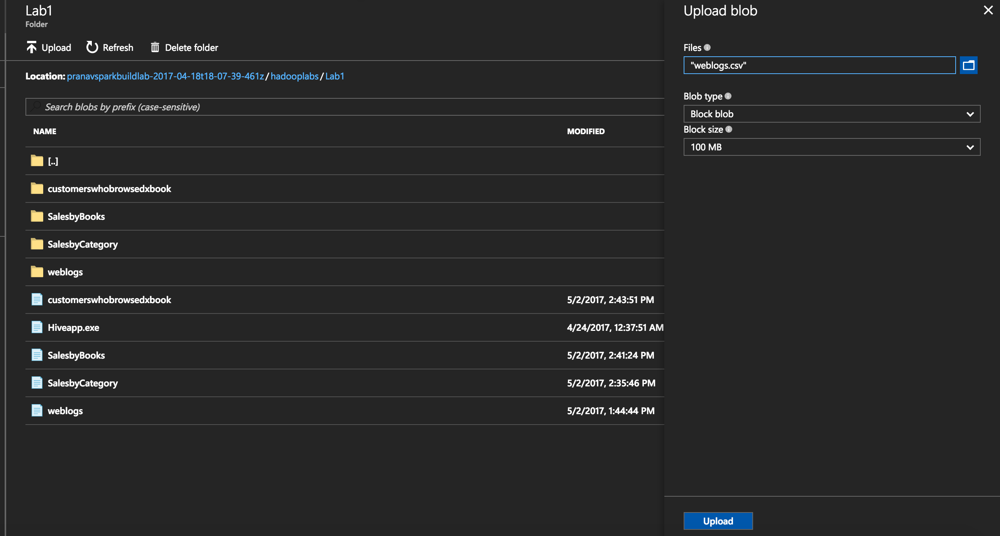 Lab1
Folder
Upload Refresh Delete folder
Location: pranavsparkbuildlab-2017-04-18t18-07-39-461z / hadooplabs / Lab1
Search blobs by prefix (case-sensitive)
NAME MODIFIED
[..]
customerswhobrowsedxbook
SalesbyBooks
SalesbyCategory
weblogs
customerswhobrowsedxbook 5/2/2017, 2:43:51 PM
Hiveapp.exe 4/24/2017, 12:37:51 AM
SalesbyBooks 5/2/2017, 2:41:24 PM
SalesbyCategory 5/2/2017, 2:35:46 PM
weblogs 5/2/2017, 1:44:44 PM
Upload blob
Files
"weblogs.csv"
Blob type
Block blob
Block size
100 MB
Upload